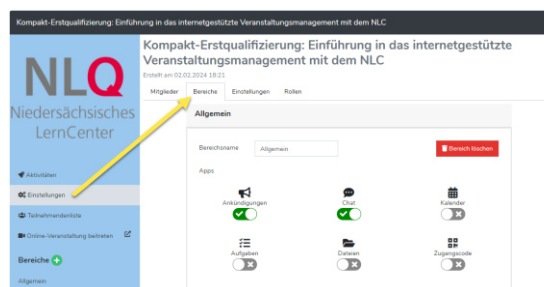 Kompakt-Erstqualifizierung: Einführung in das internetgestützte Veranstaltungsmanagement mit dem NLC
NLQ
Niedersächsisches
LernCenter
Aktivitäten
Einstellungen
Teilnehmendenliste
Online-Veranstaltung beitreten
Bereiche
Allgemein
Kompakt-Erstqualifizierung: Einführung in das internetgestützte
Veranstaltungsmanagement mit dem NLC
Erstellt am 02.02.2024 18:21
Mitglieder Bereiche Einstellungen Rollen
Allgemein
Bereichsname Allgemein Bereich löschen
Apps
Ankündigungen Chat Kalender
Aufgaben Dateien Zugangscode